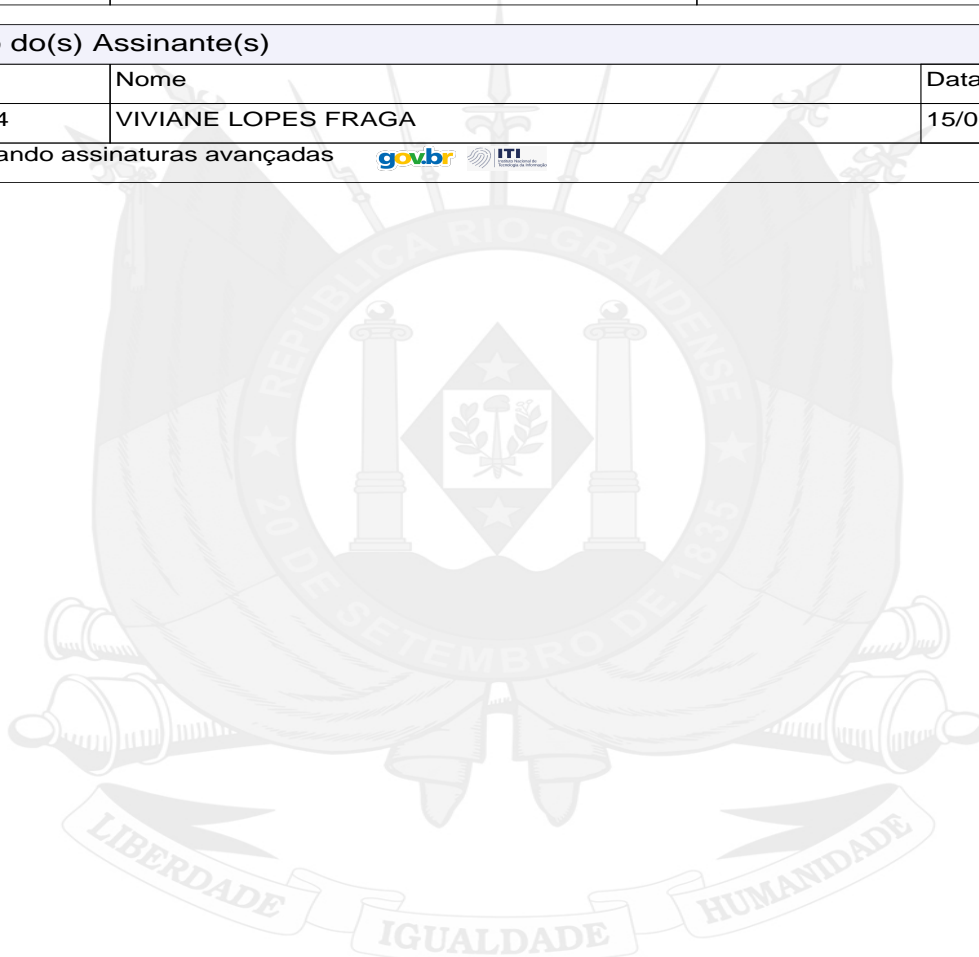 do(s) Assinante(s)
Nome Data
4 VIVIANE LOPES FRAGA 15/0
ando assinaturas avançadas gov.br ITI
REPÚBLICA RIO-GRANDENSE
20 DE SETEMBRO DE 1835
LIBERDADE IGUALDADE HUMANIDADE